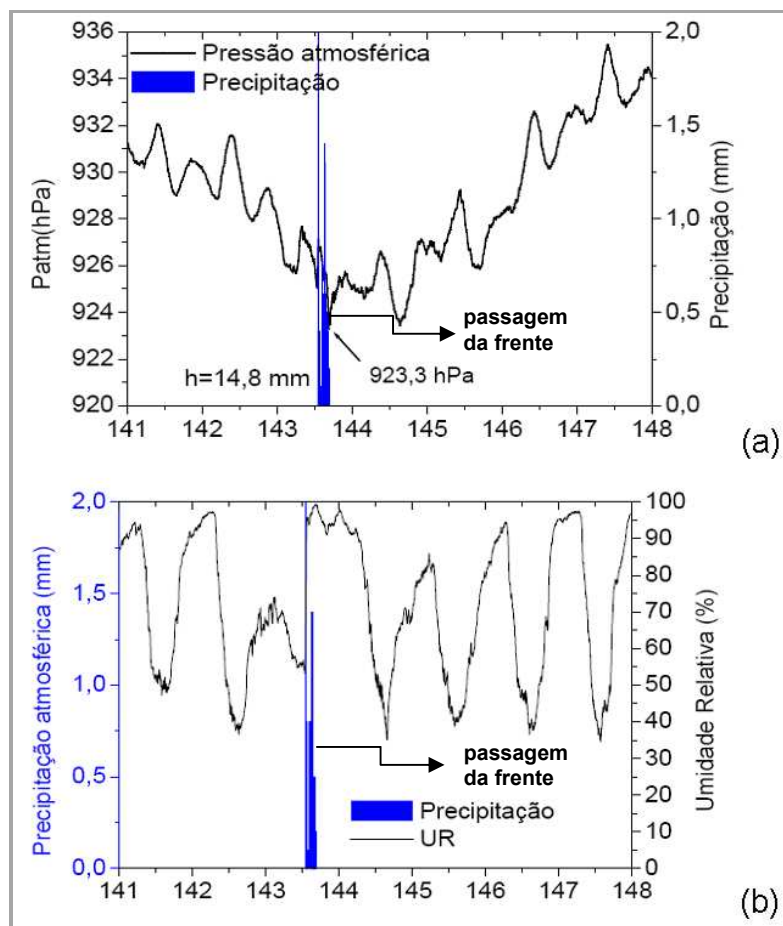 936
934
932
930
928
926
924
922
920
Patm(hPa)
Pressão atmosférica
Precipitação
2,0
1,5
1,0
0,5
0,0
Precipitação (mm)
passagem
da frente
h=14,8 mm
923,3 hPa
141 142 143 144 145 146 147 148
(a)
2,0
1,5
1,0
0,5
0,0
Precipitação atmosférica (mm)
100
90
80
70
60
50
40
30
20
10
0
Umidade Relativa (%)
passagem
da frente
Precipitação
UR
141 142 143 144 145 146 147 148
(b)